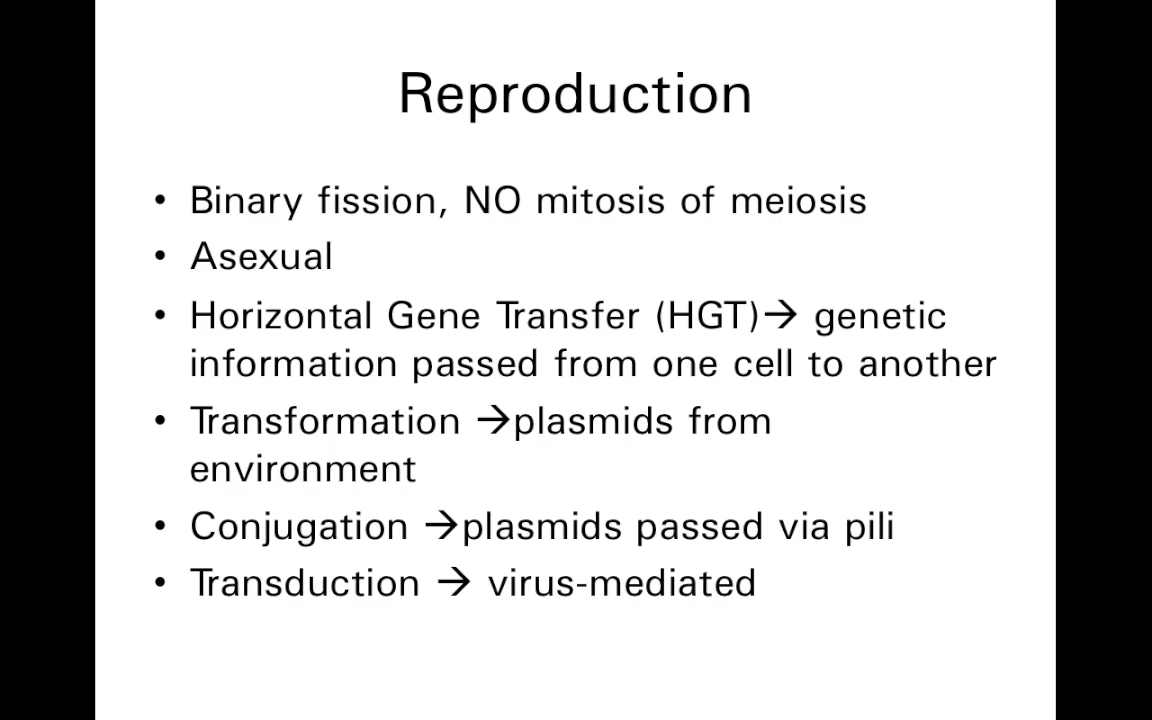 Reproduction
• Binary fission, NO mitosis of meiosis
• Asexual
• Horizontal Gene Transfer (HGT)→ genetic
information passed from one cell to another
• Transformation →plasmids from
environment
• Conjugation →plasmids passed via pili
• Transduction → virus-mediated